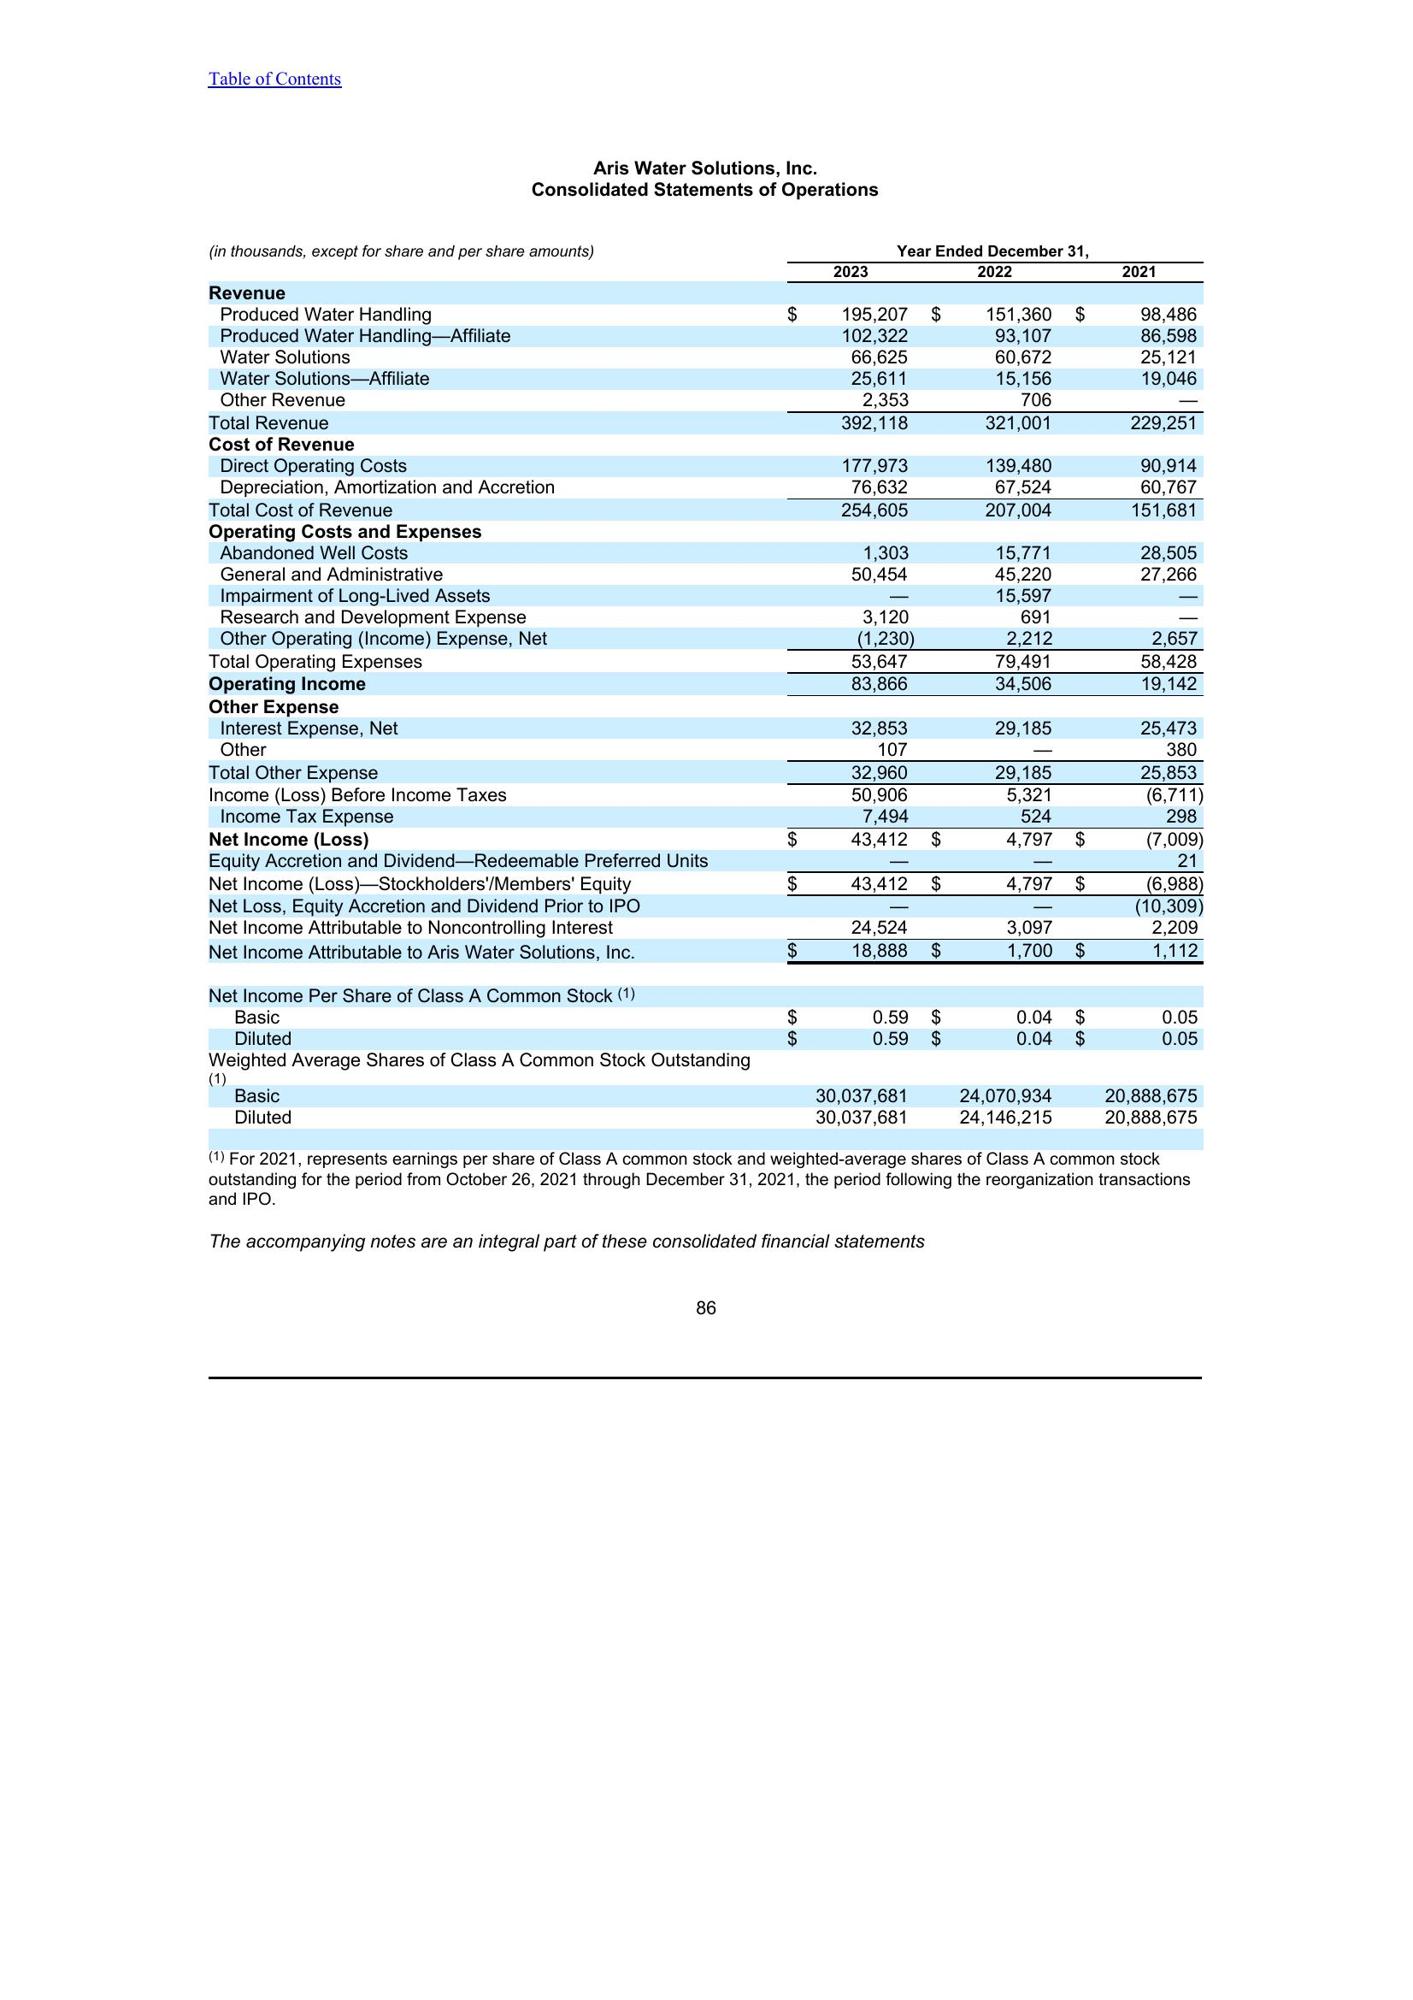 Table of Contents
Aris Water Solutions, Inc.
Consolidated Statements of Operations
(in thousands, except for share and per share amounts) Year Ended December 31,
2023 2022 2021
Revenue
Produced Water Handling $ 195,207 $ 151,360 $ 98,486
Produced Water Handling—Affiliate 102,322 93,107 86,598
Water Solutions 66,625 60,672 25,121
Water Solutions—Affiliate 25,611 15,156 19,046
Other Revenue 2,353 706 —
Total Revenue 392,118 321,001 229,251
Cost of Revenue
Direct Operating Costs 177,973 139,480 90,914
Depreciation, Amortization and Accretion 76,632 67,524 60,767
Total Cost of Revenue 254,605 207,004 151,681
Operating Costs and Expenses
Abandoned Well Costs 1,303 15,771 28,505
General and Administrative 50,454 45,220 27,266
Impairment of Long-Lived Assets — 15,597 —
Research and Development Expense 3,120 691 —
Other Operating (Income) Expense, Net (1,230) 2,212 2,657
Total Operating Expenses 53,647 79,491 58,428
Operating Income 83,866 34,506 19,142
Other Expense
Interest Expense, Net 32,853 29,185 25,473
Other 107 — 380
Total Other Expense 32,960 29,185 25,853
Income (Loss) Before Income Taxes 50,906 5,321 (6,711)
Income Tax Expense 7,494 524 298
Net Income (Loss) $ 43,412 $ 4,797 $ (7,009)
Equity Accretion and Dividend—Redeemable Preferred Units — — 21
Net Income (Loss)—Stockholders'/Members' Equity $ 43,412 $ 4,797 $ (6,988)
Net Loss, Equity Accretion and Dividend Prior to IPO — — (10,309)
Net Income Attributable to Noncontrolling Interest 24,524 3,097 2,209
Net Income Attributable to Aris Water Solutions, Inc. $ 18,888 $ 1,700 $ 1,112
Net Income Per Share of Class A Common Stock (1)
Basic $ 0.59 $ 0.04 $ 0.05
Diluted $ 0.59 $ 0.04 $ 0.05
Weighted Average Shares of Class A Common Stock Outstanding
(1)
Basic 30,037,681 24,070,934 20,888,675
Diluted 30,037,681 24,146,215 20,888,675
(1) For 2021, represents earnings per share of Class A common stock and weighted-average shares of Class A common stock
outstanding for the period from October 26, 2021 through December 31, 2021, the period following the reorganization transactions
and IPO.
The accompanying notes are an integral part of these consolidated financial statements
86